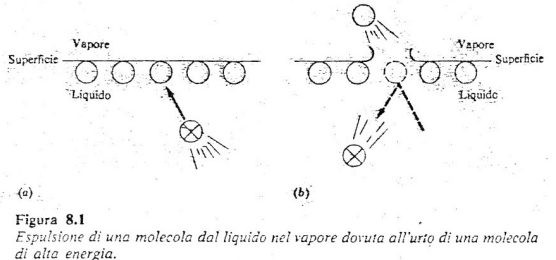 Vapore
Superficie
Liquido
(a)
Vapore
Superficie
Liquido
(b)
Figura 8.1
Espulsione di una molecola dal liquido nel vapore dovuta all'urto di una molecola
di alta energia.